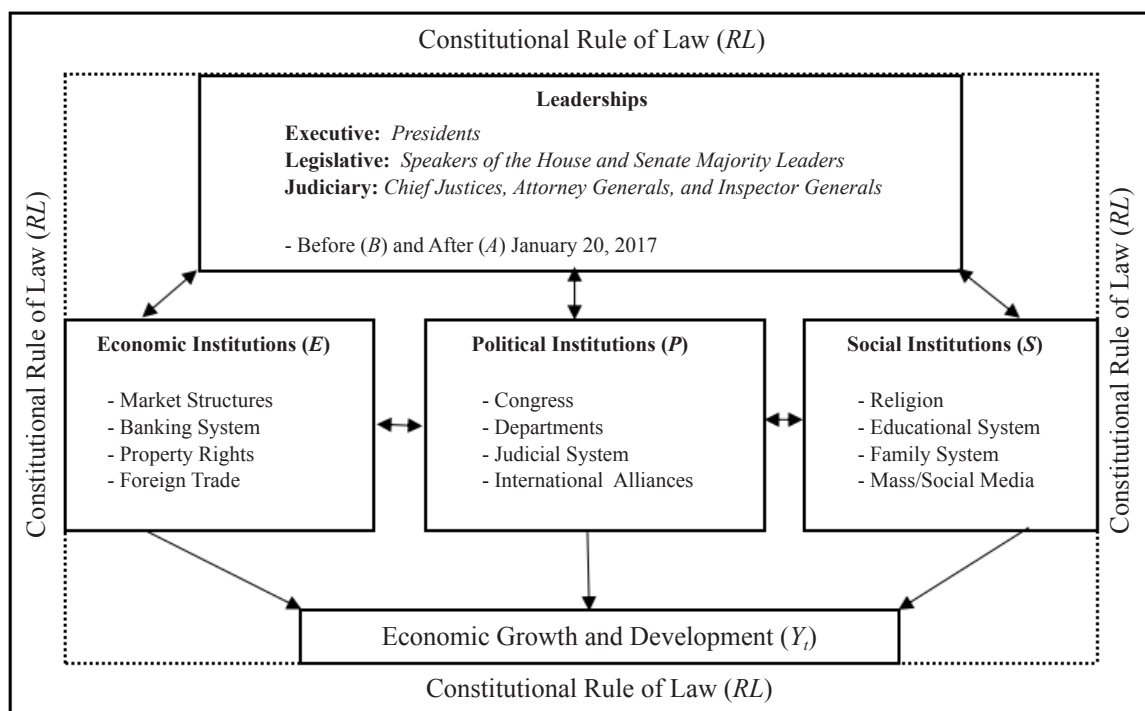 Constitutional Rule of Law (RL)
Leaderships
Executive: Presidents
Legislative: Speakers of the House and Senate Majority Leaders
Judiciary: Chief Justices, Attorney Generals, and Inspector Generals
- Before (B) and After (A) January 20, 2017
Constitutional Rule of Law (RL)
Constitutional Rule of Law (RL)
Economic Institutions (E)
- Market Structures
- Banking System
- Property Rights
- Foreign Trade
Political Institutions (P)
- Congress
- Departments
- Judicial System
- International Alliances
Social Institutions (S)
- Religion
- Educational System
- Family System
- Mass/Social Media
Economic Growth and Development (Yt)
Constitutional Rule of Law (RL)